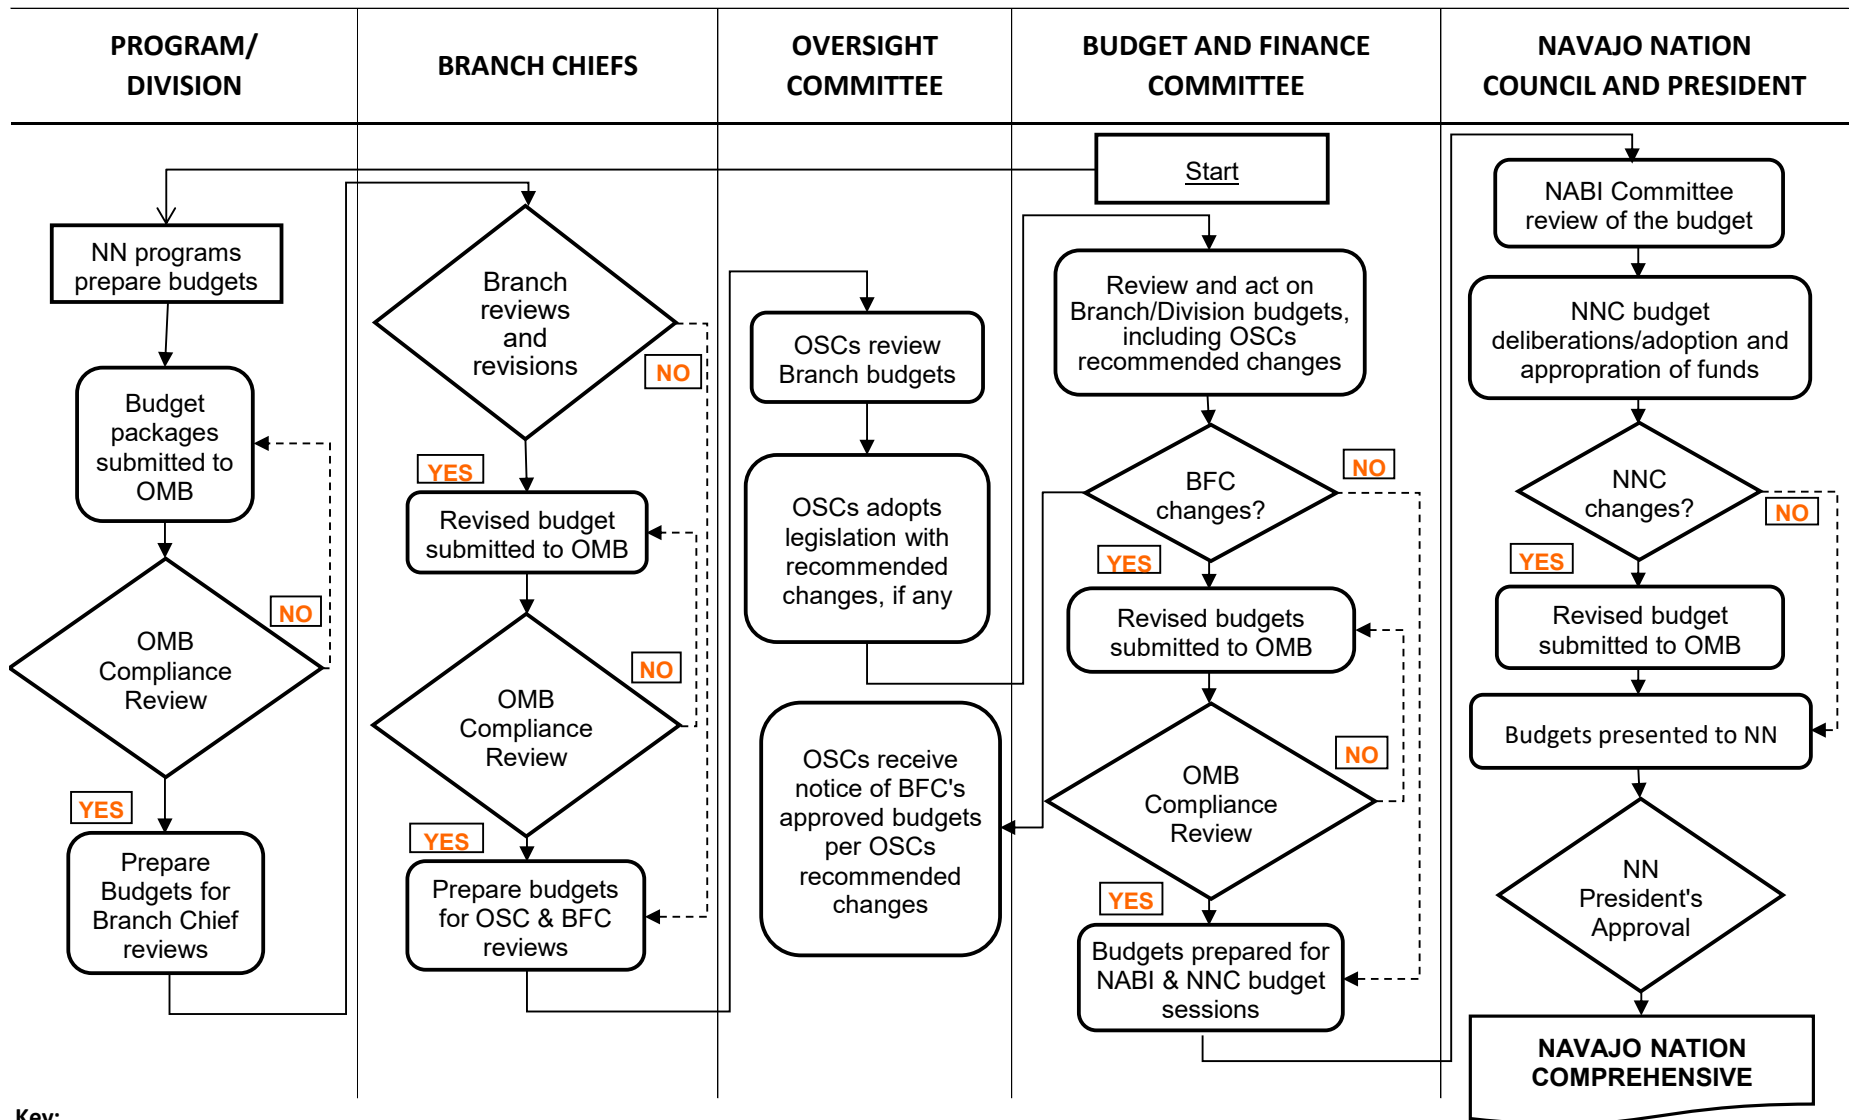 PROGRAM/
DIVISION
BRANCH CHIEFS
OVERSIGHT
COMMITTEE
BUDGET AND FINANCE
COMMITTEE
NAVAJO NATION
COUNCIL AND PRESIDENT
NN programs
prepare budgets
Budget
packages
submitted to
OMB
NO
OMB
Compliance
Review
YES
Prepare
Budgets for
Branch Chief
reviews
Branch
reviews
and
revisions
NO
YES
Revised budget
submitted to OMB
NO
OMB
Compliance
Review
YES
Prepare budgets
for OSC & BFC
reviews
OSCs review
Branch budgets
OSCs adopts
legislation with
recommended
changes, if any
OSCs receive
notice of BFC's
approved budgets
per OSCs
recommended
changes
Start
Review and act on
Branch/Division budgets,
including OSCs
recommended changes
BFC
changes?
NO
YES
Revised budgets
submitted to OMB
NO
OMB
Compliance
Review
YES
Budgets prepared for
NABI & NNC budget
sessions
NABI Committee
review of the budget
NNC budget
deliberations/adoption and
appropration of funds
NNC
changes?
NO
YES
Revised budget
submitted to OMB
Budgets presented to NN
NN
President's
Approval
NAVAJO NATION
COMPREHENSIVE
Key: